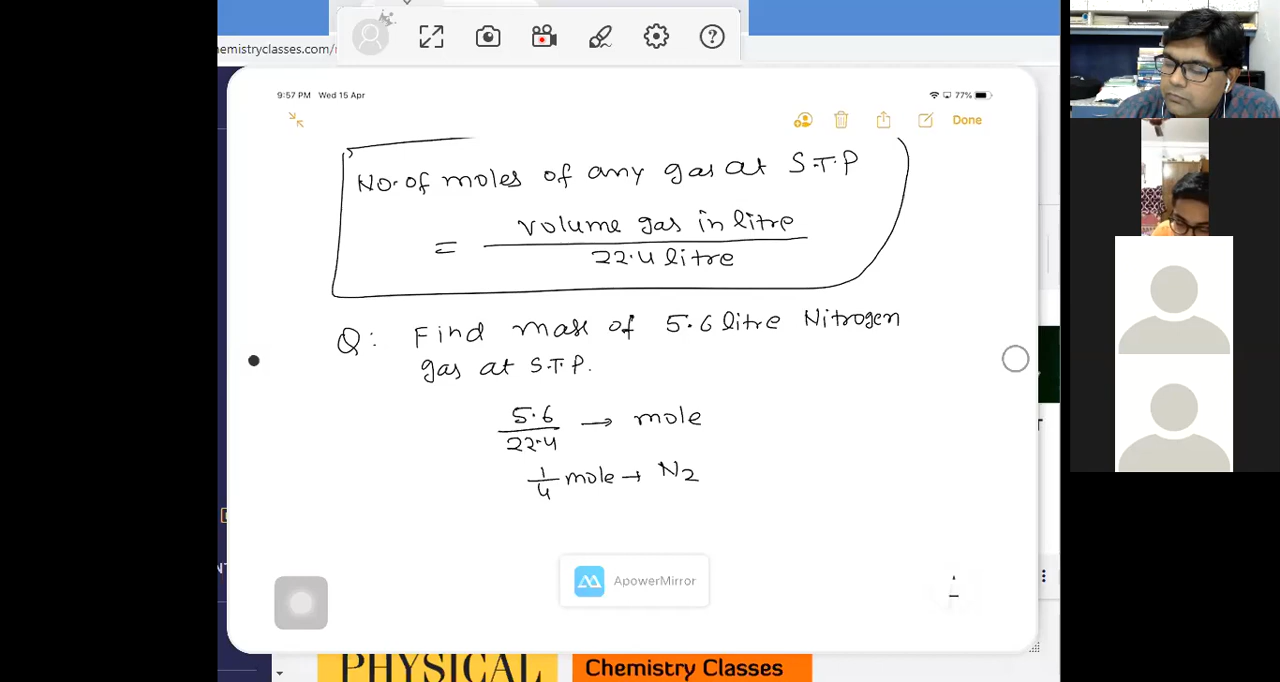 emistryclasses.com/
9:57 PM Wed 15 Apr
77%
Done
No. of moles of any gas at S.T.P
= volume gas in litre
22.4 litre
Q: Find mass of 5.6 litre Nitrogen
gas at S.T.P.
5.6 → mole
22.4
1/4 mole → N2
ApowerMirror
PHYSICAL
Chemistry Classes